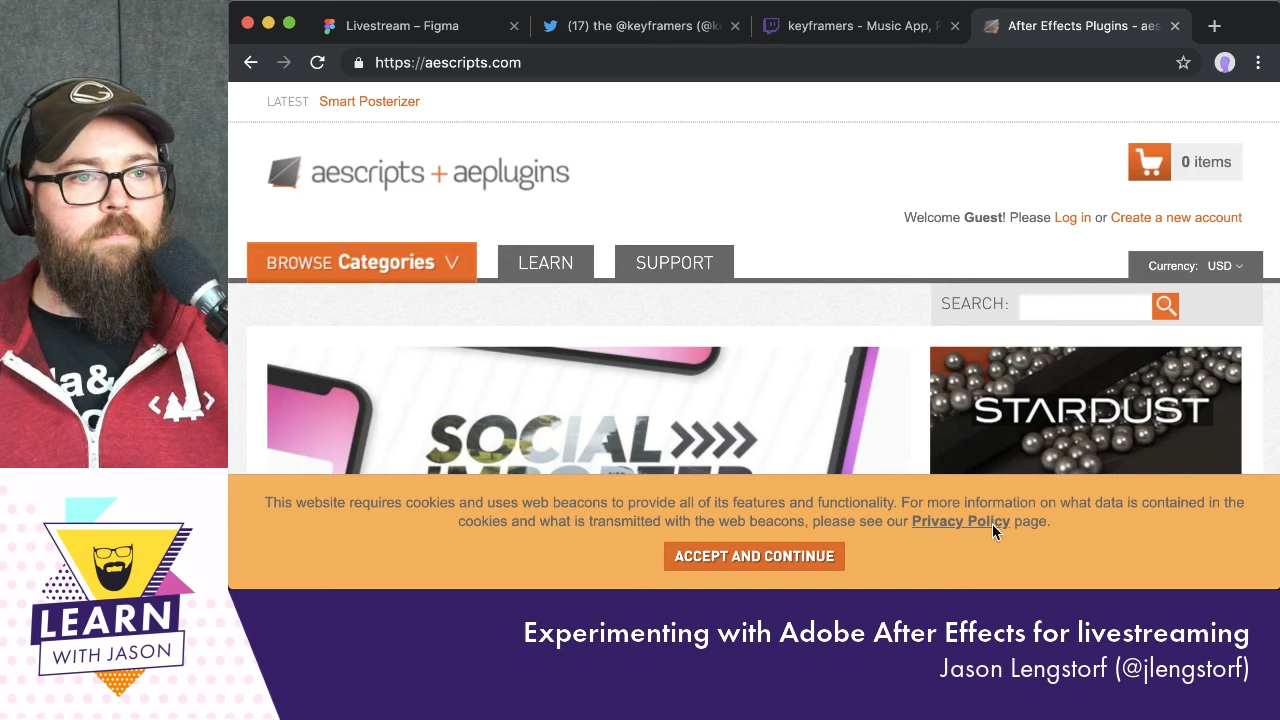 Livestream – Figma
(17) the @keyframers (@k
keyframers - Music App, P
After Effects Plugins - aes
https://aescripts.com
LATEST Smart Posterizer
aescripts + aeplugins
0 items
Welcome Guest! Please Log in or Create a new account
BROWSE Categories V
LEARN
SUPPORT
Currency: USD
SEARCH:
SOCIAL >>>>
IMPORTER
STARDUST
This website requires cookies and uses web beacons to provide all of its features and functionality. For more information on what data is contained in the
cookies and what is transmitted with the web beacons, please see our Privacy Policy page.
ACCEPT AND CONTINUE
LEARN
WITH JASON
Experimenting with Adobe After Effects for livestreaming
Jason Lengstorf (@jlengstorf)